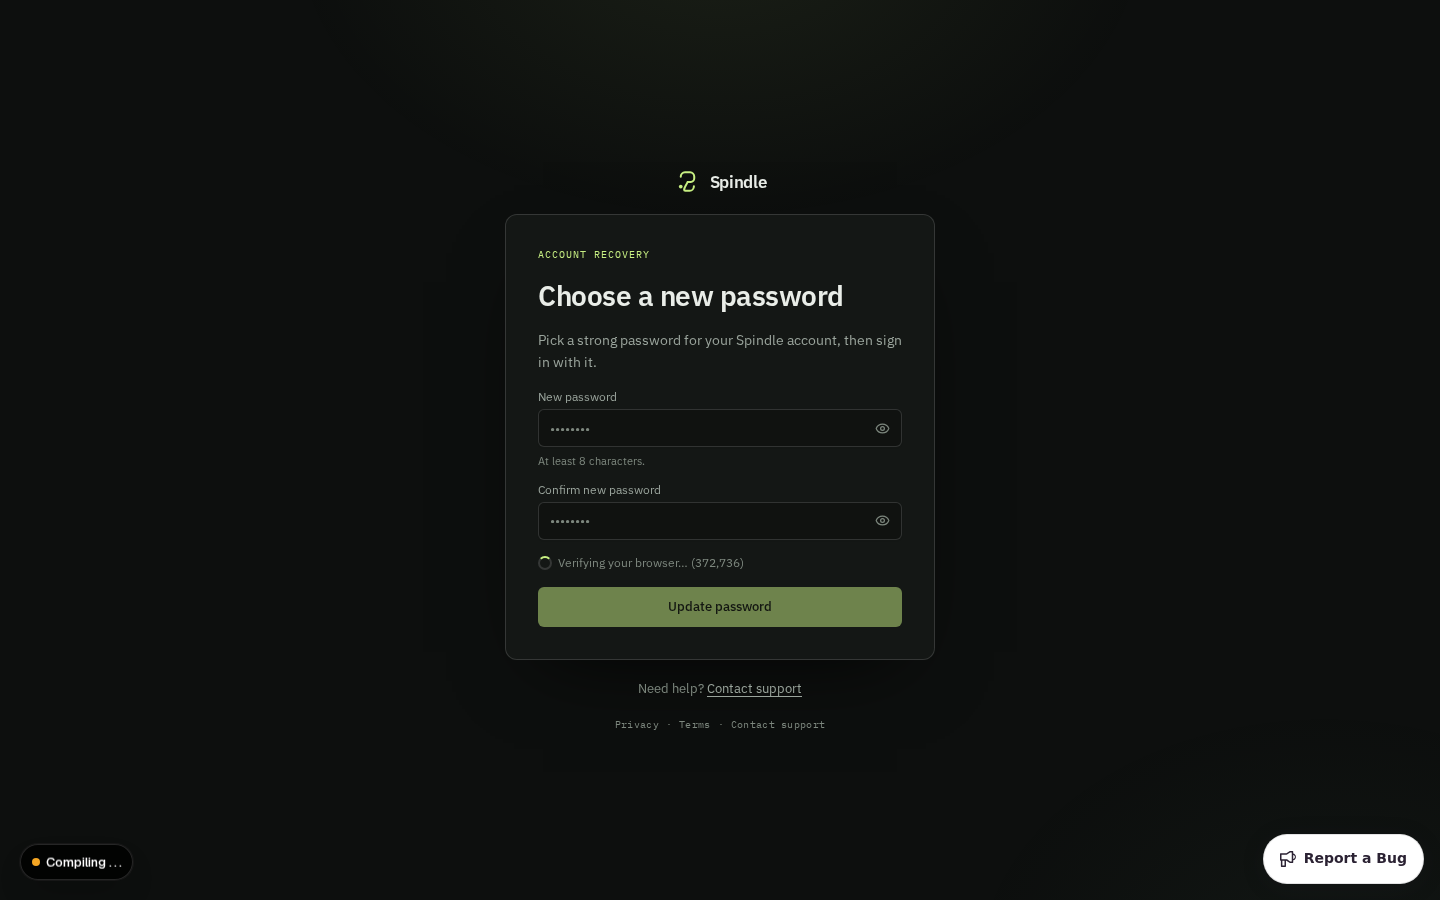 Spindle
ACCOUNT RECOVERY
Choose a new password
Pick a strong password for your Spindle account, then sign
in with it.
New password
••••••••
At least 8 characters.
Confirm new password
••••••••
Verifying your browser… (372,736)
Update password
Need help? Contact support
Privacy · Terms · Contact support
Compiling ...
Report a Bug